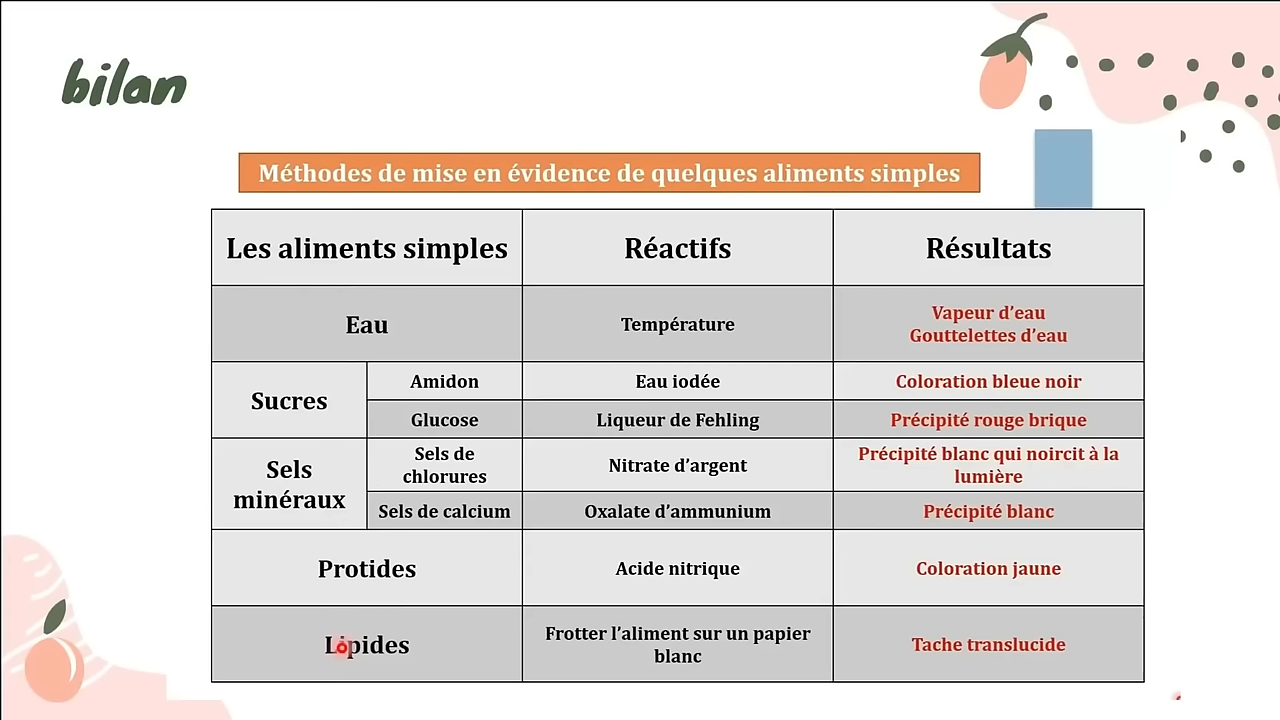 bilan
Méthodes de mise en évidence de quelques aliments simples
Les aliments simples
Réactifs
Résultats
Eau
Température
Vapeur d’eau
Gouttelettes d’eau
Sucres
Amidon
Eau iodée
Coloration bleue noir
Glucose
Liqueur de Fehling
Précipité rouge brique
Sels
minéraux
Sels de
chlorures
Nitrate d’argent
Précipité blanc qui noircit à la
lumière
Sels de calcium
Oxalate d’ammunium
Précipité blanc
Protides
Acide nitrique
Coloration jaune
Lipides
Frotter l’aliment sur un papier
blanc
Tache translucide